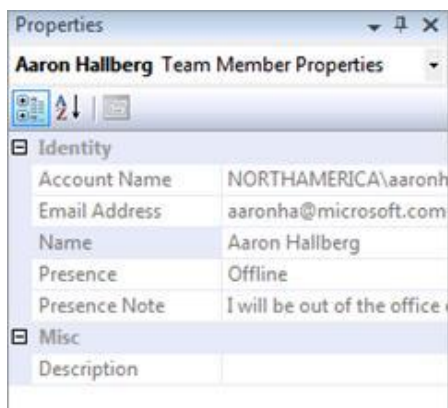 Properties
Aaron Hallberg Team Member Properties
Identity
Account Name NORTHAMERICA\aaronh
Email Address aaronha@microsoft.com
Name Aaron Hallberg
Presence Offline
Presence Note I will be out of the office
Misc
Description